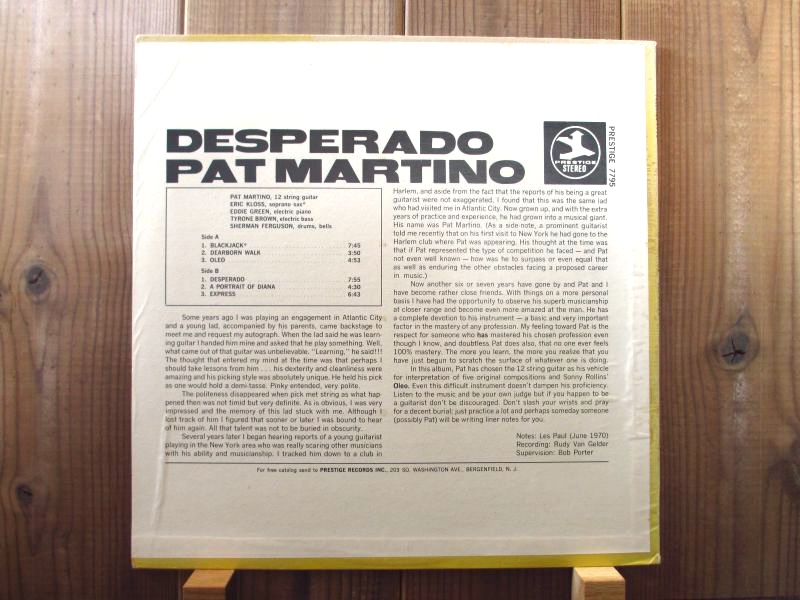 DESPERADO
PAT MARTINO
PRESTIGE
STEREO
PRESTIGE 7795
PAT MARTINO, 12 string guitar
ERIC KLOSS, soprano sax*
EDDIE GREEN, electric piano
TYRONE BROWN, electric bass
SHERMAN FERGUSON, drums, bells
Side A
1. BLACKJACK* 7:45
2. DEARBORN WALK 3:50
3. OLEO 4:53
Side B
1. DESPERADO 7:55
2. A PORTRAIT OF DIANA 4:30
3. EXPRESS 6:43
Some years ago I was playing an engagement in Atlantic City
and a young lad, accompanied by his parents, came backstage to
meet me and request my autograph. When the lad said he was learn-
ing guitar I handed him mine and asked that he play something. Well,
what came out of that guitar was unbelievable. "Learning," he said!!!
The thought that entered my mind at the time was that perhaps I
should take lessons from him . . . his dexterity and cleanliness were
amazing and his picking style was absolutely unique. He held his pick
as one would hold a demi-tasse. Pinky extended, very polite.
The politeness disappeared when pick met string as what hap-
pened then was not timid but very definite. As is obvious, I was very
impressed and the memory of this lad stuck with me. Although I
lost track of him I figured that sooner or later I was bound to hear
of him again. All that talent was not to be buried in obscurity.
Several years later I began hearing reports of a young guitarist
playing in the New York area who was really scaring other musicians
with his ability and musicianship. I tracked him down to a club in
Harlem, and aside from the fact that the reports of his being a great
guitarist were not exaggerated, I found that this was the same lad
who had visited me in Atlantic City. Now grown up, and with the extra
years of practice and experience, he had grown into a musical giant.
His name was Pat Martino. (As a side note, a prominent guitarist
told me recently that on his first visit to New York he had gone to the
Harlem club where Pat was appearing. His thought at the time was
that if Pat represented the type of competition he faced — and Pat
not even well known — how was he to surpass or even equal that
as well as enduring the other obstacles facing a proposed career
in music.)
Now another six or seven years have gone by and Pat and I
have become rather close friends. With things on a more personal
basis I have had the opportunity to observe his superb musicianship
at closer range and become even more amazed at the man. He has
a complete devotion to his instrument — a basic and very important
factor in the mastery of any profession. My feeling toward Pat is the
respect for someone who has mastered his chosen profession even
though I know, and doubtless Pat does also, that no one ever feels
100% mastery. The more you learn, the more you realize that you
have just begun to scratch the surface of whatever one is doing.
In this album, Pat has chosen the 12 string guitar as his vehicle
for interpretation of five original compositions and Sonny Rollins'
Oleo. Even this difficult instrument doesn't dampen his proficiency.
Listen to the music and be your own judge but if you happen to be
a guitarist don't be discouraged. Don't slash your wrists and pray
for a decent burial; just practice a lot and perhaps someday someone
(possibly Pat) will be writing liner notes for you.
Notes: Les Paul (June 1970)
Recording: Rudy Van Gelder
Supervision: Bob Porter
For free catalog send to PRESTIGE RECORDS INC., 203 SO. WASHINGTON AVE., BERGENFIELD, N. J.